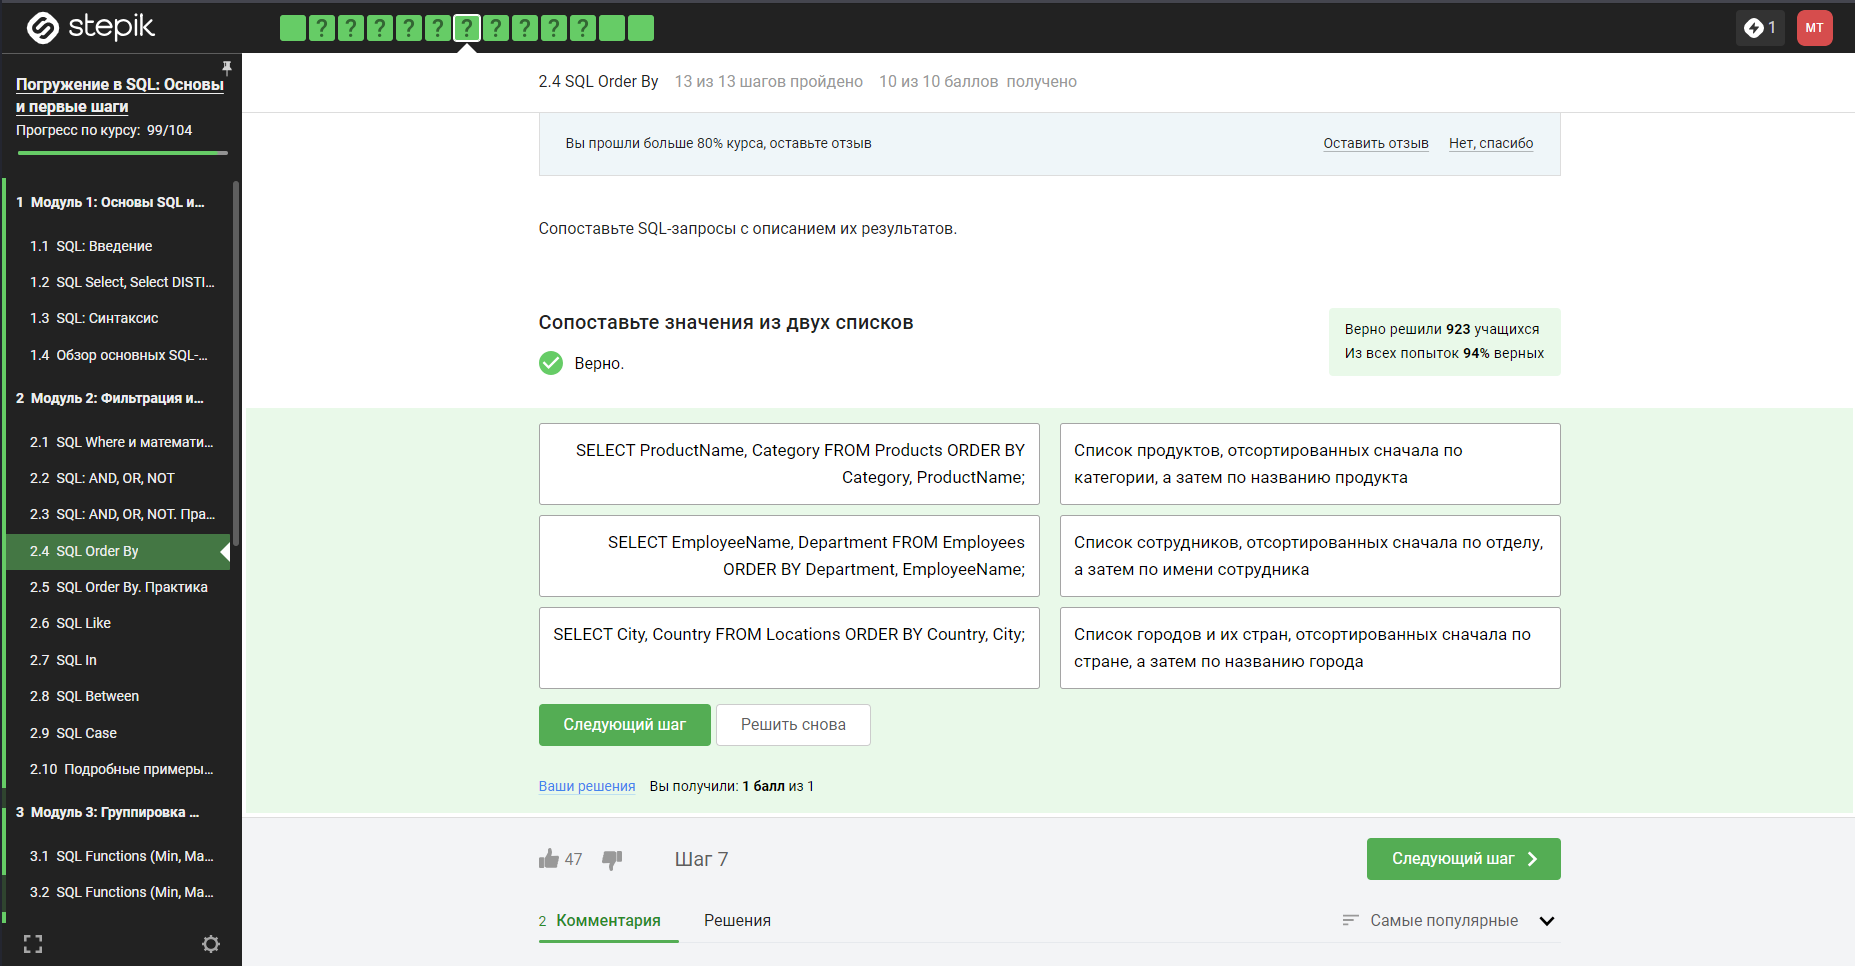 stepik
? ? ? ? ? ? ? ? ? ?
1
MT
Погружение в SQL: Основы
и первые шаги
Прогресс по курсу: 99/104
1 Модуль 1: Основы SQL и...
1.1 SQL: Введение
1.2 SQL Select, Select DISTI...
1.3 SQL: Синтаксис
1.4 Обзор основных SQL-...
2 Модуль 2: Фильтрация и...
2.1 SQL Where и математи...
2.2 SQL: AND, OR, NOT
2.3 SQL: AND, OR, NOT. Пра...
2.4 SQL Order By
2.5 SQL Order By. Практика
2.6 SQL Like
2.7 SQL In
2.8 SQL Between
2.9 SQL Case
2.10 Подробные примеры...
3 Модуль 3: Группировка ...
3.1 SQL Functions (Min, Ma...
3.2 SQL Functions (Min, Ma...
2.4 SQL Order By 13 из 13 шагов пройдено 10 из 10 баллов получено
Вы прошли больше 80% курса, оставьте отзыв
Оставить отзыв Нет, спасибо
Сопоставьте SQL-запросы с описанием их результатов.
Сопоставьте значения из двух списков
Верно.
Верно решили 923 учащихся
Из всех попыток 94% верных
SELECT ProductName, Category FROM Products ORDER BY
Category, ProductName;
Список продуктов, отсортированных сначала по
категории, а затем по названию продукта
SELECT EmployeeName, Department FROM Employees
ORDER BY Department, EmployeeName;
Список сотрудников, отсортированных сначала по отделу,
а затем по имени сотрудника
SELECT City, Country FROM Locations ORDER BY Country, City;
Список городов и их стран, отсортированных сначала по
стране, а затем по названию города
Следующий шаг
Решить снова
Ваши решения Вы получили: 1 балл из 1
47
Шаг 7
Следующий шаг
2 Комментария
Решения
Самые популярные